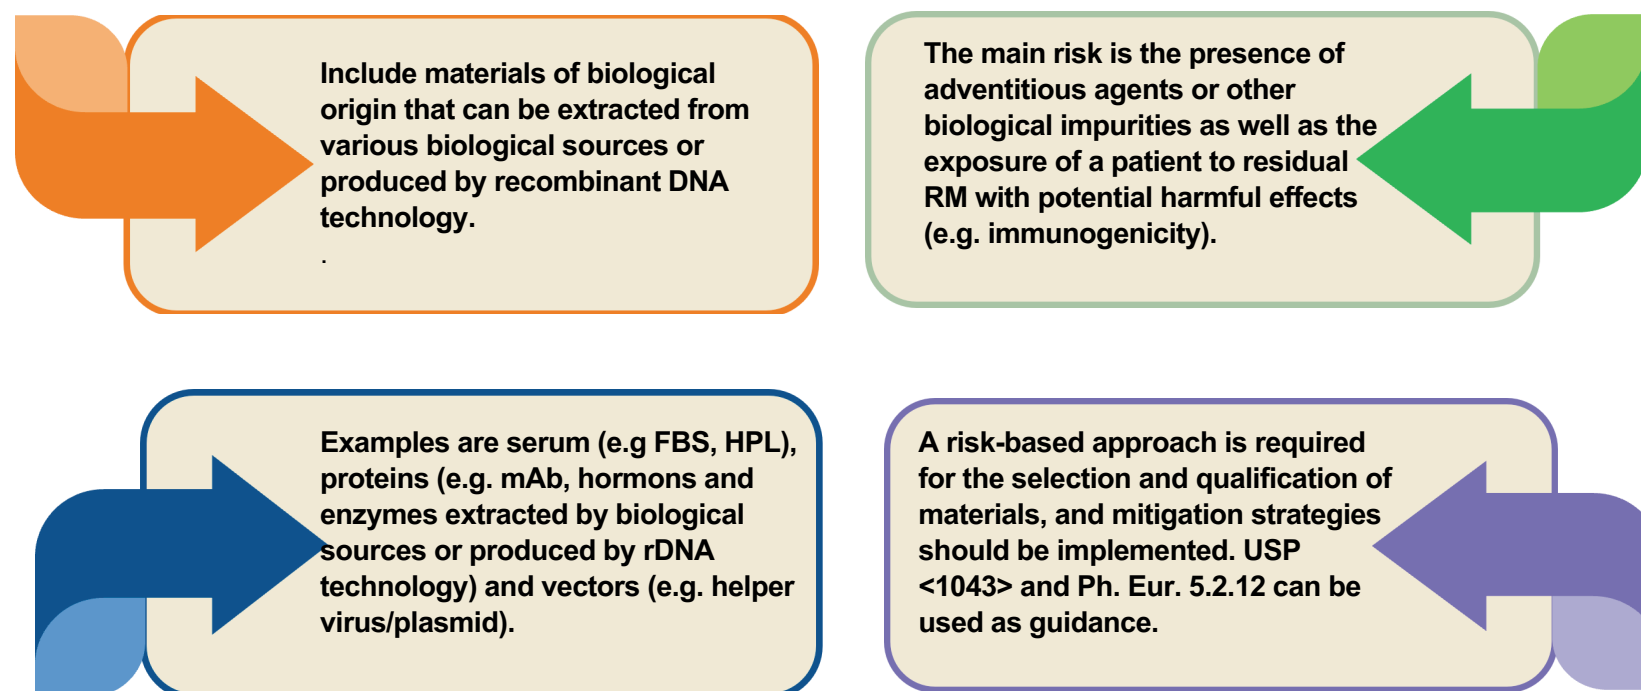 Include materials of biological
origin that can be extracted from
various biological sources or
produced by recombinant DNA
technology.
.
The main risk is the presence of
adventitious agents or other
biological impurities as well as the
exposure of a patient to residual
RM with potential harmful effects
(e.g. immunogenicity).
Examples are serum (e.g FBS, HPL),
proteins (e.g. mAb, hormons and
enzymes extracted by biological
sources or produced by rDNA
technology) and vectors (e.g. helper
virus/plasmid).
A risk-based approach is required
for the selection and qualification of
materials, and mitigation strategies
should be implemented. USP
<1043> and Ph. Eur. 5.2.12 can be
used as guidance.